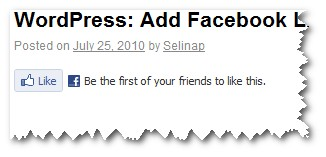 WordPress: Add Facebook L
Posted on July 25, 2010 by Selinap
Like Be the first of your friends to like this.